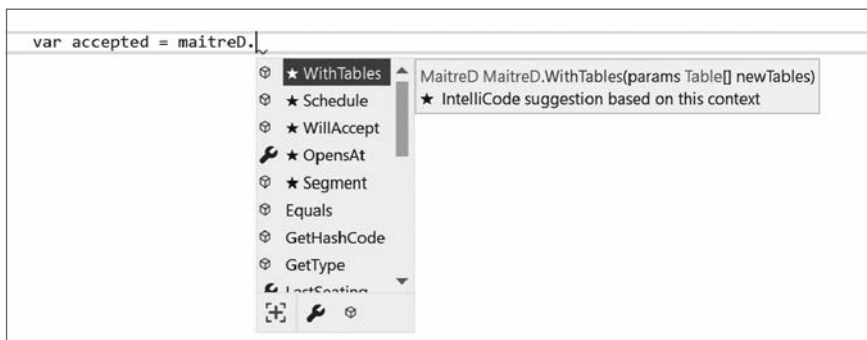 var accepted = maitreD.
★ WithTables
MaitreD MaitreD.WithTables(params Table[] newTables)
★ IntelliCode suggestion based on this context
★ Schedule
★ WillAccept
★ OpensAt
★ Segment
Equals
GetHashCode
GetType
LastSeating